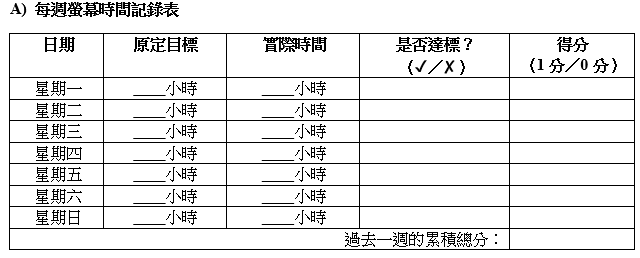 A) 每週螢幕時間記錄表
日期 原定目標 實際時間 是否達標？ 得分
（✓／✗） （1 分／0 分）
星期一 ____小時 ____小時
星期二 ____小時 ____小時
星期三 ____小時 ____小時
星期四 ____小時 ____小時
星期五 ____小時 ____小時
星期六 ____小時 ____小時
星期日 ____小時 ____小時
過去一週的累積總分：